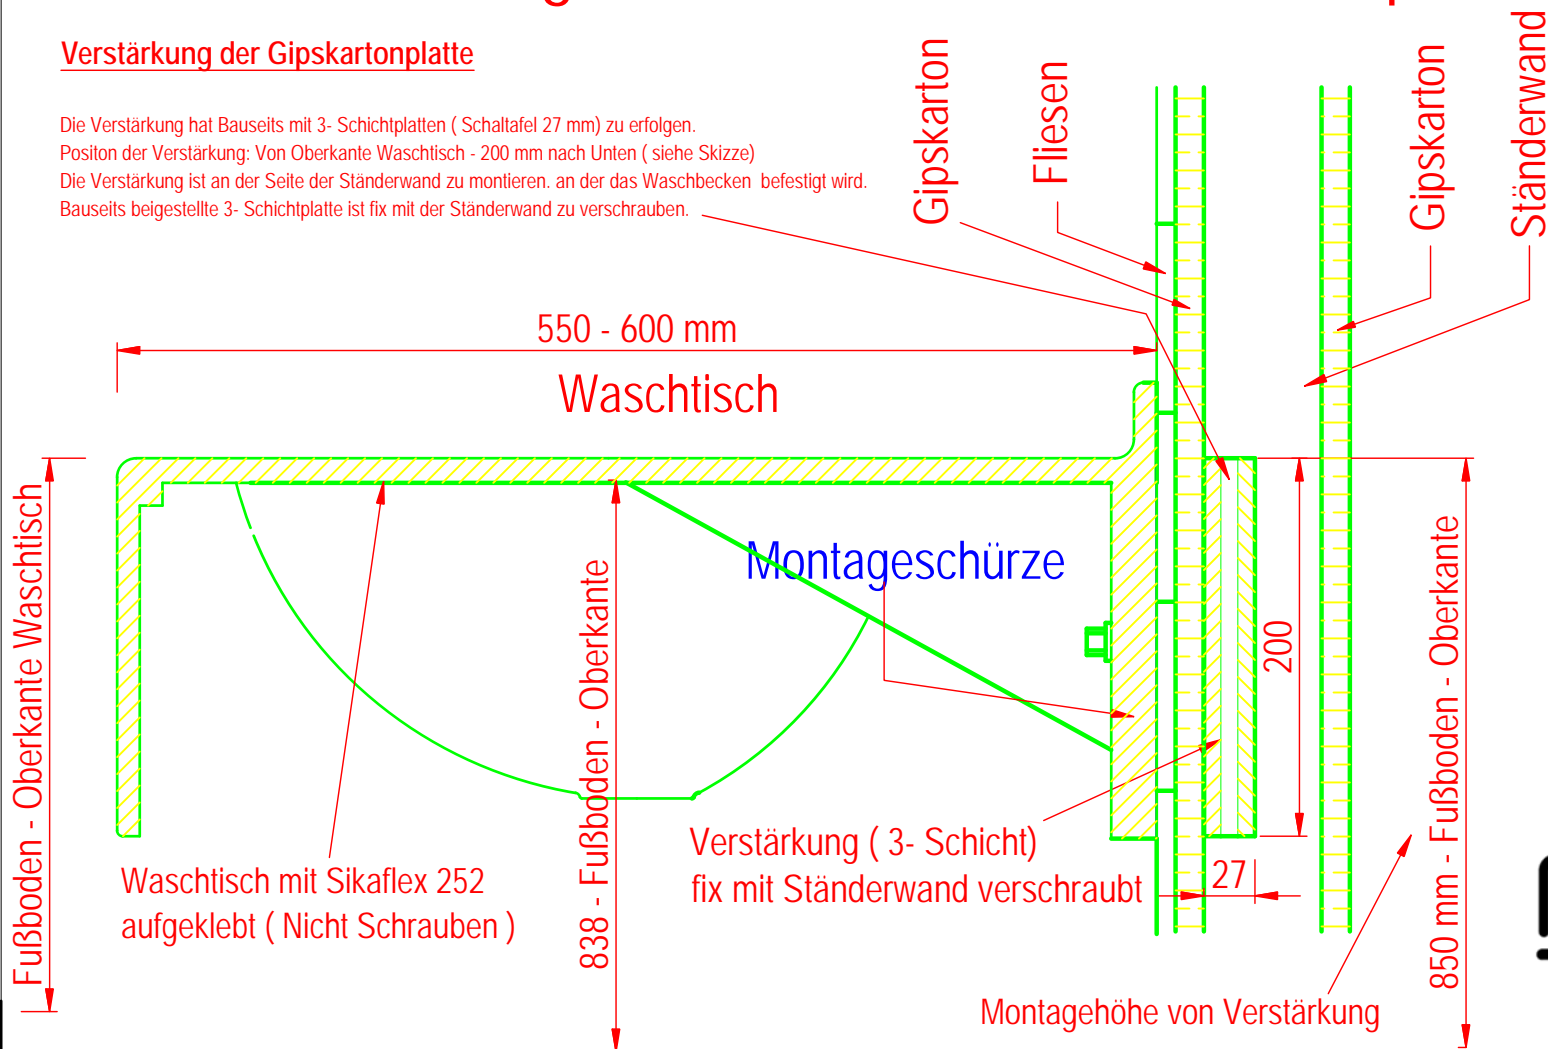 Verstärkung der Gipskartonplatte
Die Verstärkung hat Bauseits mit 3- Schichtplatten ( Schaltafel 27 mm) zu erfolgen.
Positon der Verstärkung: Von Oberkante Waschtisch - 200 mm nach Unten ( siehe Skizze)
Die Verstärkung ist an der Seite der Ständerwand zu montieren. an der das Waschbecken befestigt wird.
Bauseits beigestellte 3- Schichtplatte ist fix mit der Ständerwand zu verschrauben.
Gipskarton
Fliesen
Gipskarton
Ständerwand
550 - 600 mm
Waschtisch
Fußboden - Oberkante Waschtisch
838 - Fußboden - Oberkante
Montageschürze
200
850 mm - Fußboden - Oberkante
Waschtisch mit Sikaflex 252
aufgeklebt ( Nicht Schrauben )
Verstärkung ( 3- Schicht)
fix mit Ständerwand verschraubt
27
Montagehöhe von Verstärkung